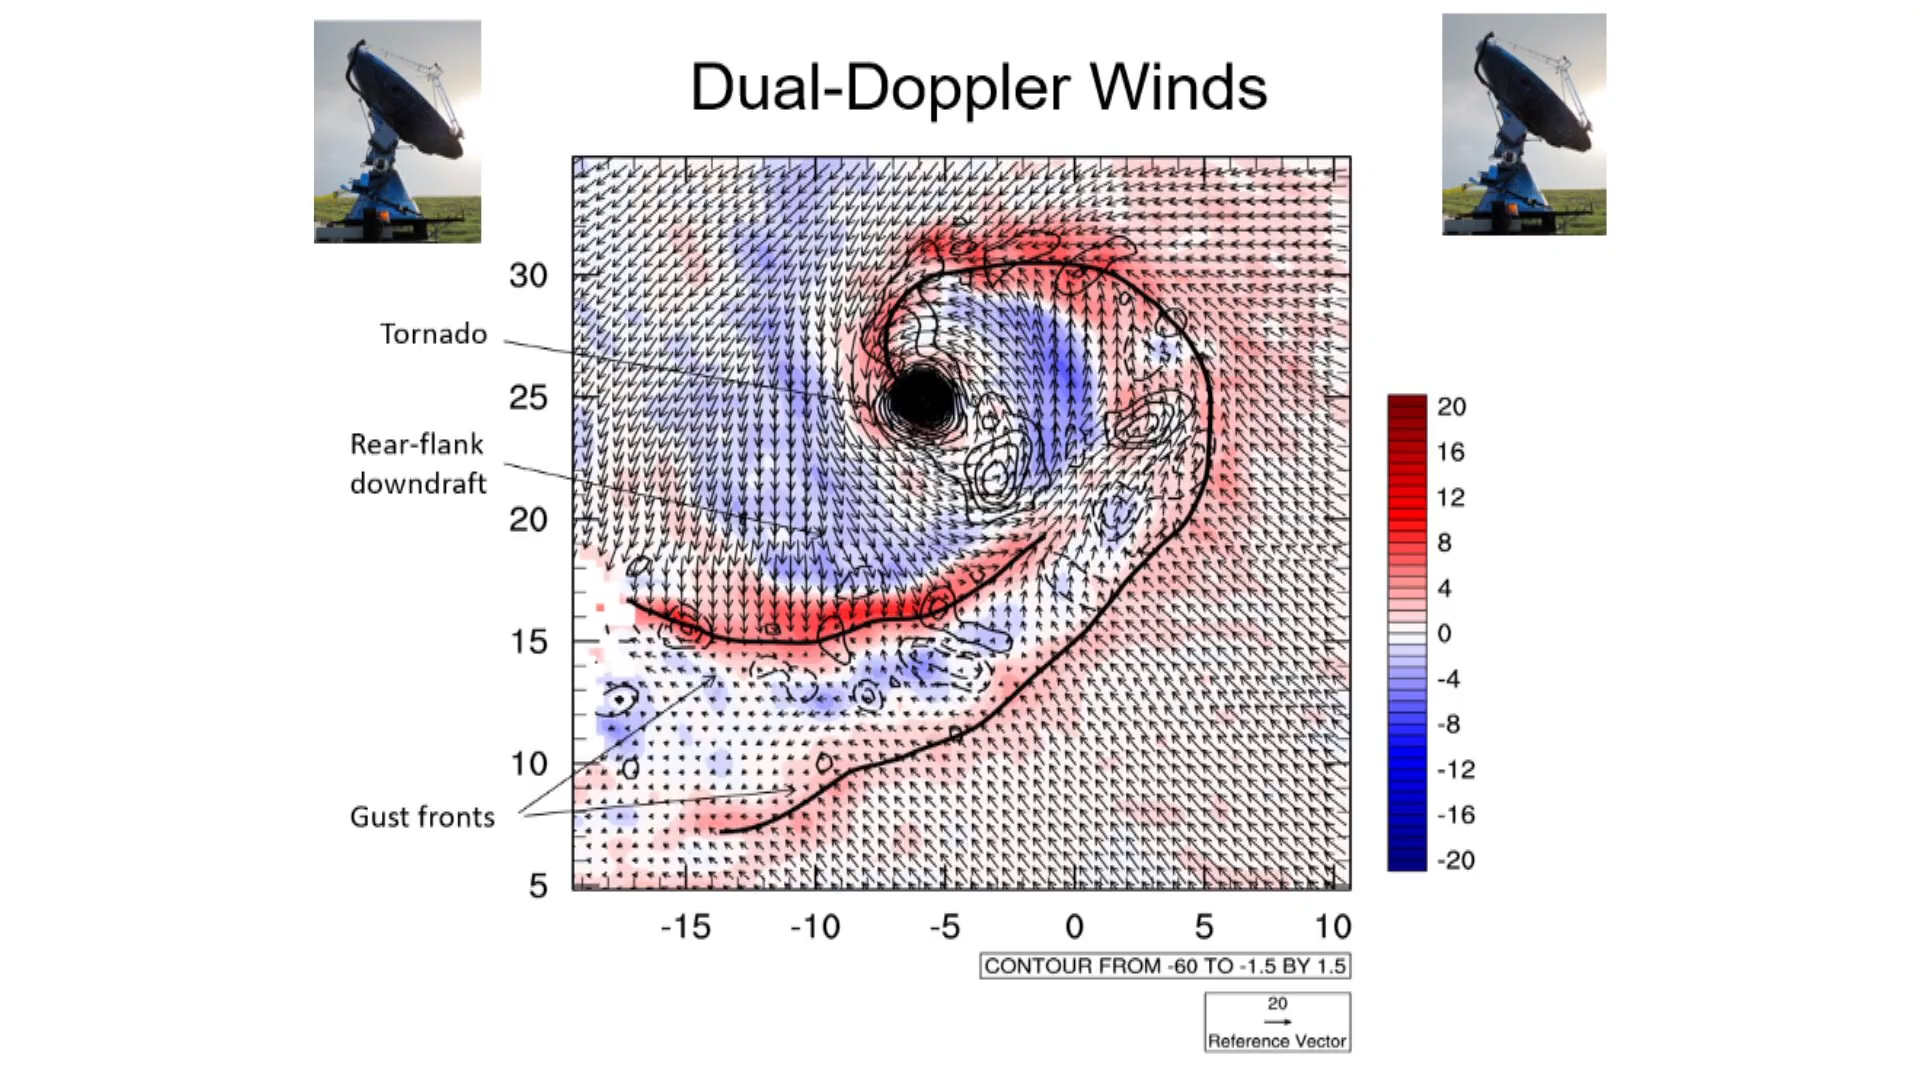 Dual-Doppler Winds
30
25
20
15
10
5
Tornado
Rear-flank
downdraft
Gust fronts
-15 -10 -5 0 5 10
20
16
12
8
4
0
-4
-8
-12
-16
-20
CONTOUR FROM -60 TO -1.5 BY 1.5
20
Reference Vector